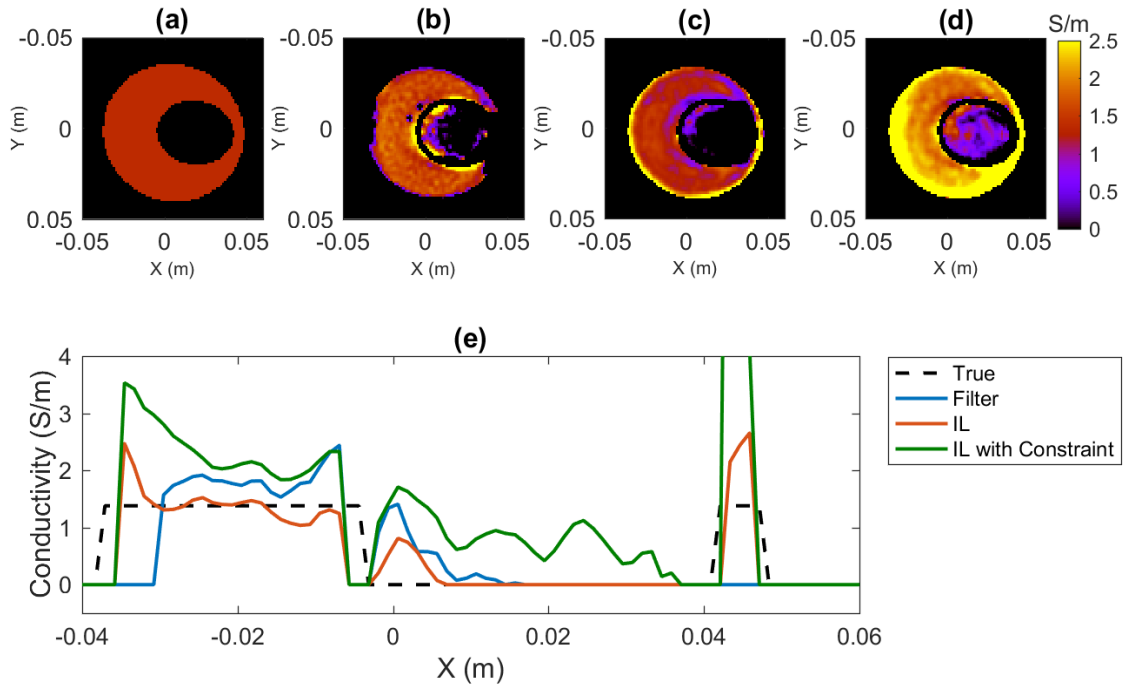 (a) (b) (c) (d) S/m
-0.05 -0.05 -0.05 -0.05 2.5
2
Y (m) 0 Y (m) 0 Y (m) 0 Y (m) 0 1.5
1
0.5
0.05 0.05 0.05 0.05 0
-0.05 0 0.05 -0.05 0 0.05 -0.05 0 0.05 -0.05 0 0.05
X (m) X (m) X (m) X (m)
(e)
4
3
2
1
0
Conductivity (S/m)
-0.04 -0.02 0 0.02 0.04 0.06
X (m)
True
Filter
IL
IL with Constraint